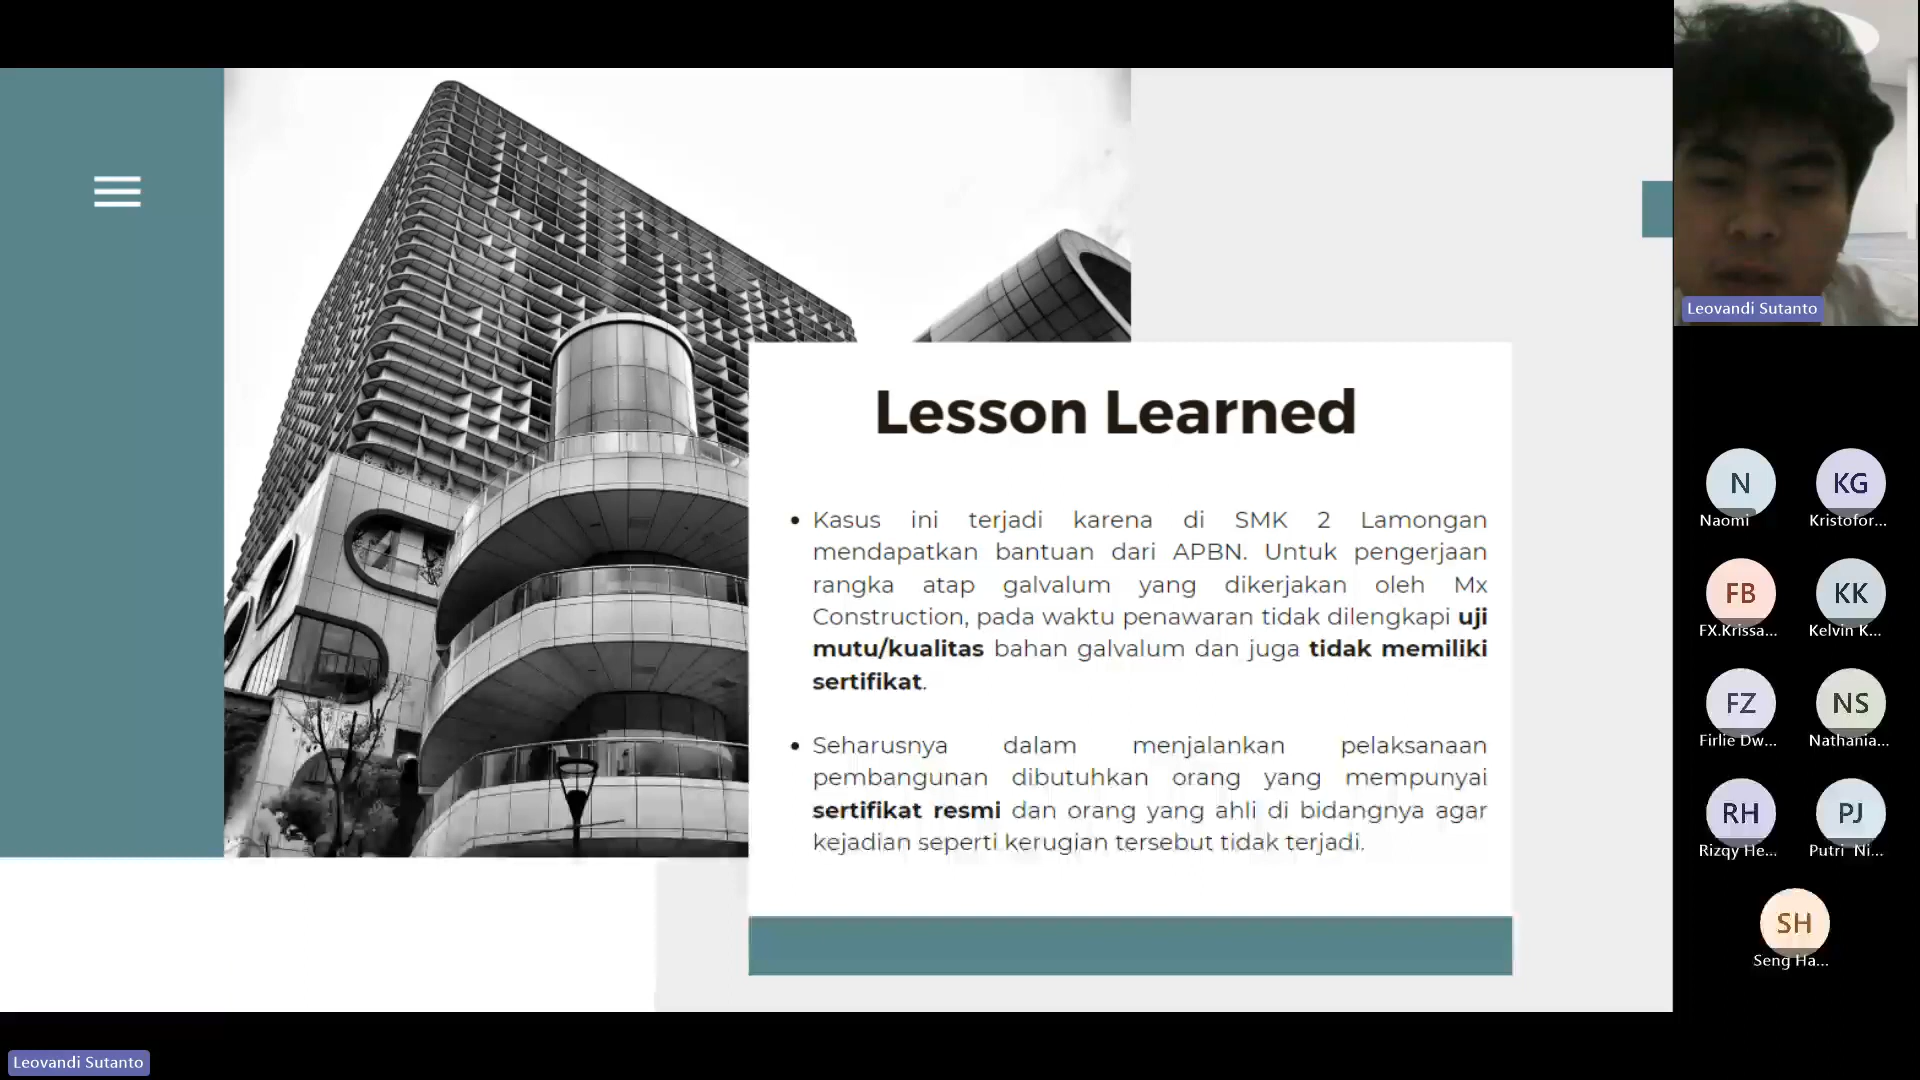 Lesson Learned
• Kasus ini terjadi karena di SMK 2 Lamongan
mendapatkan bantuan dari APBN. Untuk pengerjaan
rangka atap galvalum yang dikerjakan oleh Mx
Construction, pada waktu penawaran tidak dilengkapi uji
mutu/kualitas bahan galvalum dan juga tidak memiliki
sertifikat.
• Seharusnya dalam menjalankan pelaksanaan
pembangunan dibutuhkan orang yang mempunyai
sertifikat resmi dan orang yang ahli di bidangnya agar
kejadian seperti kerugian tersebut tidak terjadi.
Leovandi Sutanto
N
Naomi
KG
Kristofor...
FB
FX.Krissa...
KK
Kelvin K...
FZ
Firlie Dw...
NS
Nathania...
RH
Rizqy He...
PJ
Putri Ni...
SH
Seng Ha...
Leovandi Sutanto